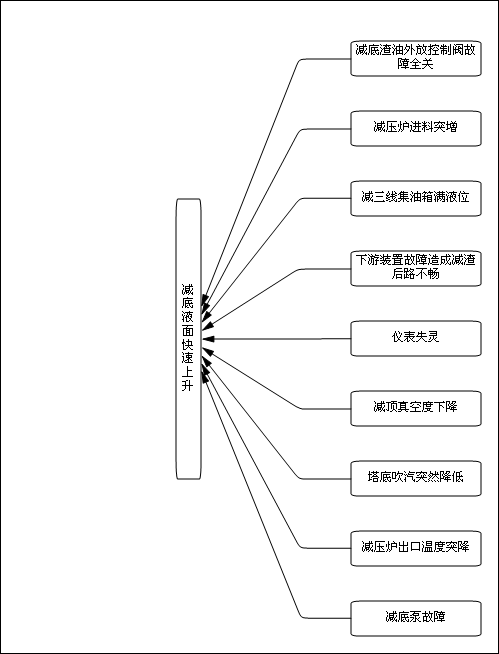 减底渣油外放控制阀故
障全关
减压炉进料突增
减三线集油箱满液位
下游装置故障造成减渣
后路不畅
减
底
液
面
快
速
上
升
仪表失灵
减顶真空度下降
塔底吹汽突然降低
减压炉出口温度突降
减底泵故障